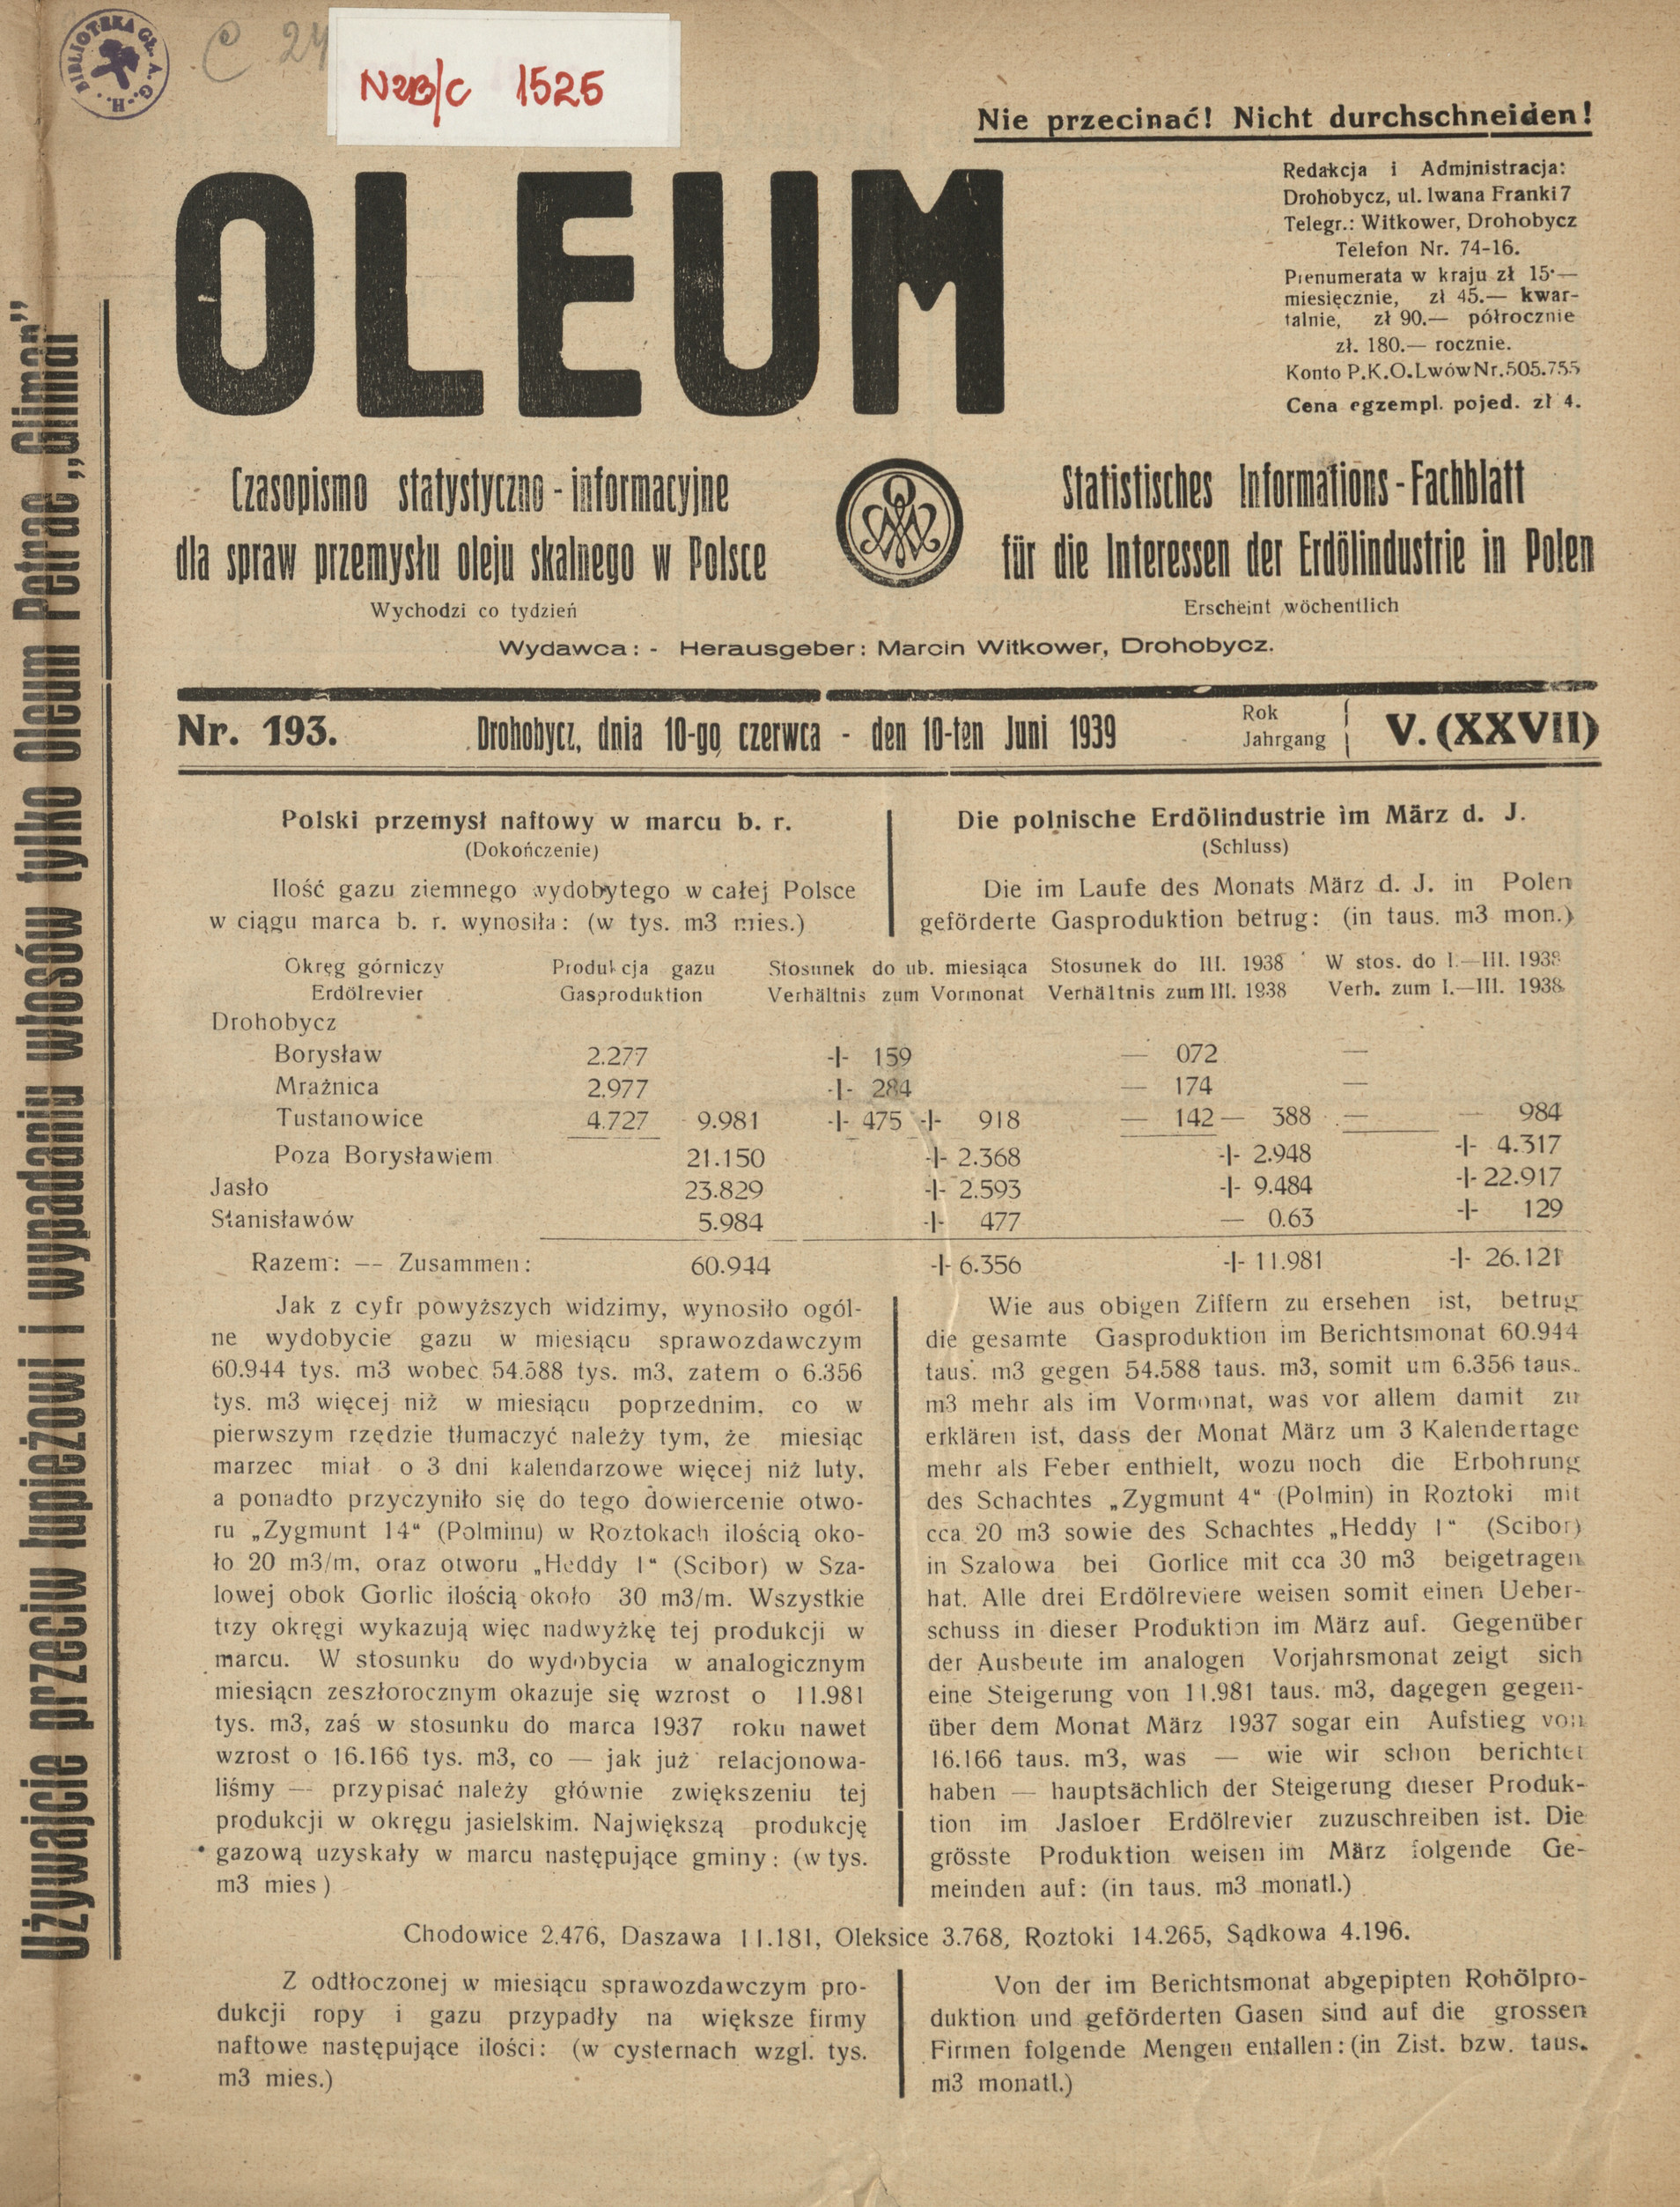 BIBLIOTEKA GŁ. A.G.-H.
C 24
N2B/C 1525
Nie przecinać! Nicht durchschneiden!
OLEUM
Redakcja i Administracja:
Drohobycz, ul. Iwana Franki 7
Telegr.: Witkower, Drohobycz
Telefon Nr. 74-16.
Prenumerata w kraju zł 15·—
miesięcznie, zł 45.— kwar-
talnie, zł 90.— półrocznie
zł. 180.— rocznie.
Konto P.K.O. Lwów Nr. 505.755
Cena egzempl. pojed. zł 4.
Czasopismo statystyczno - informacyjne
dla spraw przemysłu oleju skalnego w Polsce
Wychodzi co tydzień
Statistisches Informations - Fachblatt
für die Interessen der Erdölindustrie in Polen
Erscheint wöchentlich
Wydawca: - Herausgeber: Marcin Witkower, Drohobycz.
Nr. 193. Drohobycz, dnia 10-go czerwca - den 10-ten Juni 1939 Rok Jahrgang V. (XXVII)
Używajcie przeciw łupieżowi i wypadaniu włosów tylko Oleum Petrae „Glimar”
Polski przemysł naftowy w marcu b. r.
(Dokończenie)
Ilość gazu ziemnego wydobytego w całej Polsce
w ciągu marca b. r. wynosiła: (w tys. m3 mies.)
Die polnische Erdölindustrie im März d. J.
(Schluss)
Die im Laufe des Monats März d. J. in Polen
geförderte Gasproduktion betrug: (in taus. m3 mon.)
Okręg górniczy Produkcja gazu Stosunek do ub. miesiąca Stosunek do III. 1938 W stos. do I.—III. 1938
Erdölrevier Gasproduktion Verhältnis zum Vormonat Verhältnis zum III. 1938 Verh. zum I.—III. 1938
Drohobycz
Borysław 2.277 + 159 — 072 —
Mraźnica 2.977 + 284 — 174 —
Tustanowice 4.727 9.981 + 475 + 918 — 142 — 388 — — 984
Poza Borysławiem 21.150 + 2.368 + 2.948 + 4.317
Jasło 23.829 + 2.593 + 9.484 + 22.917
Stanisławów 5.984 + 477 — 0.63 + 129
Razem: — Zusammen: 60.944 + 6.356 + 11.981 + 26.121
Jak z cyfr powyższych widzimy, wynosiło ogól-
ne wydobycie gazu w miesiącu sprawozdawczym
60.944 tys. m3 wobec 54.588 tys. m3, zatem o 6.356
tys. m3 więcej niż w miesiącu poprzednim, co w
pierwszym rzędzie tłumaczyć należy tym, że miesiąc
marzec miał o 3 dni kalendarzowe więcej niż luty,
a ponadto przyczyniło się do tego dowiercenie otwo-
ru „Zygmunt 14“ (Polminu) w Roztokach ilością oko-
ło 20 m3/m, oraz otworu „Heddy I“ (Scibor) w Sza-
lowej obok Gorlic ilością około 30 m3/m. Wszystkie
trzy okręgi wykazują więc nadwyżkę tej produkcji w
marcu. W stosunku do wydobycia w analogicznym
miesiącn zeszłorocznym okazuje się wzrost o 11.981
tys. m3, zaś w stosunku do marca 1937 roku nawet
wzrost o 16.166 tys. m3, co — jak już relacjonowa-
liśmy — przypisać należy głównie zwiększeniu tej
produkcji w okręgu jasielskim. Największą produkcję
gazową uzyskały w marcu następujące gminy: (w tys.
m3 mies)
Wie aus obigen Ziffern zu ersehen ist, betrug
die gesamte Gasproduktion im Berichtsmonat 60.944
taus. m3 gegen 54.588 taus. m3, somit um 6.356 taus.
m3 mehr als im Vormonat, was vor allem damit zu
erklären ist, dass der Monat März um 3 Kalendertage
mehr als Feber enthielt, wozu noch die Erbohrung
des Schachtes „Zygmunt 4“ (Polmin) in Roztoki mit
cca 20 m3 sowie des Schachtes „Heddy I“ (Scibor)
in Szalowa bei Gorlice mit cca 30 m3 beigetragen
hat. Alle drei Erdölreviere weisen somit einen Ueber-
schuss in dieser Produktion im März auf. Gegenüber
der Ausbeute im analogen Vorjahrsmonat zeigt sich
eine Steigerung von 11.981 taus. m3, dagegen gegen-
über dem Monat März 1937 sogar ein Aufstieg von
16.166 taus. m3, was — wie wir schon berichtet
haben — hauptsächlich der Steigerung dieser Produk-
tion im Jasloer Erdölrevier zuzuschreiben ist. Die
grösste Produktion weisen im März folgende Ge-
meinden auf: (in taus. m3 monatl.)
Chodowice 2.476, Daszawa 11.181, Oleksice 3.768, Roztoki 14.265, Sądkowa 4.196.
Z odtłoczonej w miesiącu sprawozdawczym pro-
dukcji ropy i gazu przypadły na większe firmy
naftowe następujące ilości: (w cysternach wzgl. tys.
m3 mies.)
Von der im Berichtsmonat abgepipten Rohölpro-
duktion und geförderten Gasen sind auf die grossen
Firmen folgende Mengen entallen: (in Zist. bzw. taus.
m3 monatl.)